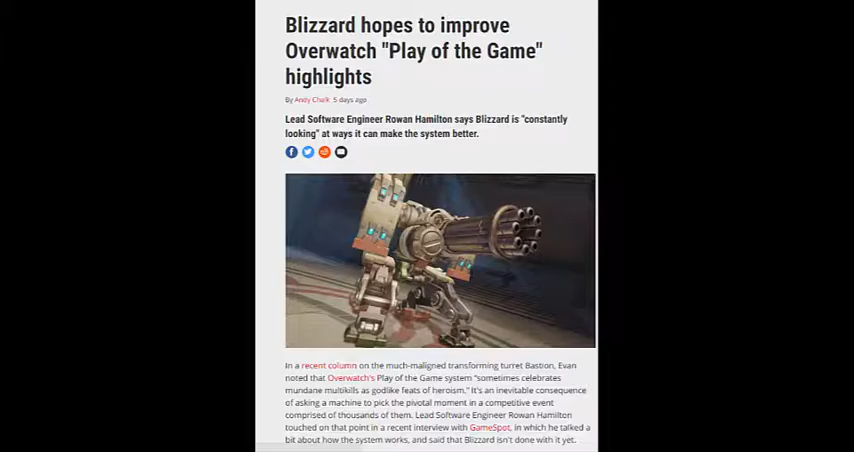 Blizzard hopes to improve
Overwatch "Play of the Game"
highlights
By Andy Chalk 5 days ago
Lead Software Engineer Rowan Hamilton says Blizzard is "constantly
looking" at ways it can make the system better.
In a recent column on the much-maligned transforming turret Bastion, Evan
noted that Overwatch's Play of the Game system "sometimes celebrates
mundane multikills as godlike feats of heroism." It's an inevitable consequence
of asking a machine to pick the pivotal moment in a competitive event
comprised of thousands of them. Lead Software Engineer Rowan Hamilton
touched on that point in a recent interview with GameSpot, in which he talked a
bit about how the system works, and said that Blizzard isn't done with it yet.